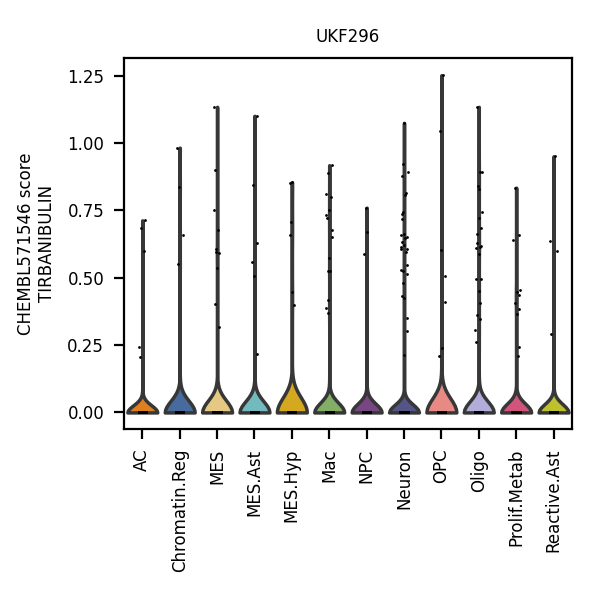 UKF296
CHEMBL571546 score
TIRBANIBULIN
1.25
1.00
0.75
0.50
0.25
0.00
AC
Chromatin.Reg
MES
MES.Ast
MES.Hyp
Mac
NPC
Neuron
OPC
Oligo
Prolif.Metab
Reactive.Ast